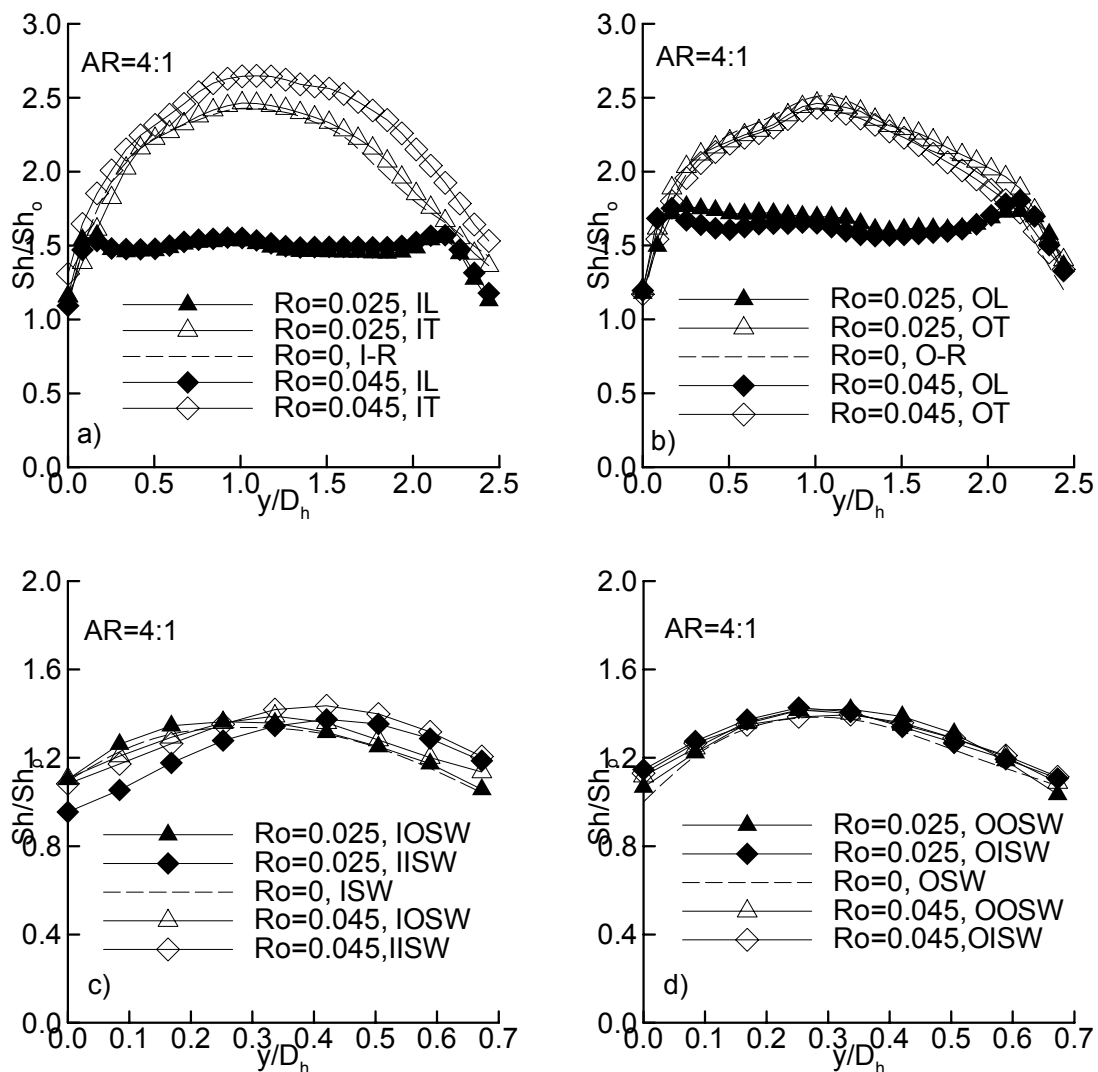 3.0
2.5
2.0
1.5
1.0
0.5
0.0
Sh/Sho
AR=4:1
Ro=0.025, IL
Ro=0.025, IT
Ro=0, I-R
Ro=0.045, IL
Ro=0.045, IT
a)
0.0 0.5 1.0 1.5 2.0 2.5
y/Dh
3.0
2.5
2.0
1.5
1.0
0.5
0.0
Sh/Sho
AR=4:1
Ro=0.025, OL
Ro=0.025, OT
Ro=0, O-R
Ro=0.045, OL
Ro=0.045, OT
b)
0.0 0.5 1.0 1.5 2.0 2.5
y/Dh
2.0
1.6
1.2
0.8
0.4
0.0
Sh/Shp
AR=4:1
Ro=0.025, IOSW
Ro=0.025, IISW
Ro=0, ISW
Ro=0.045, IOSW
Ro=0.045,IISW
c)
0.0 0.1 0.2 0.3 0.4 0.5 0.6 0.7
y/Dh
2.0
1.6
1.2
0.8
0.4
0.0
Sh/Shp
AR=4:1
Ro=0.025, OOSW
Ro=0.025, OISW
Ro=0, OSW
Ro=0.045, OOSW
Ro=0.045,OISW
d)
0.0 0.1 0.2 0.3 0.4 0.5 0.6 0.7
y/Dh